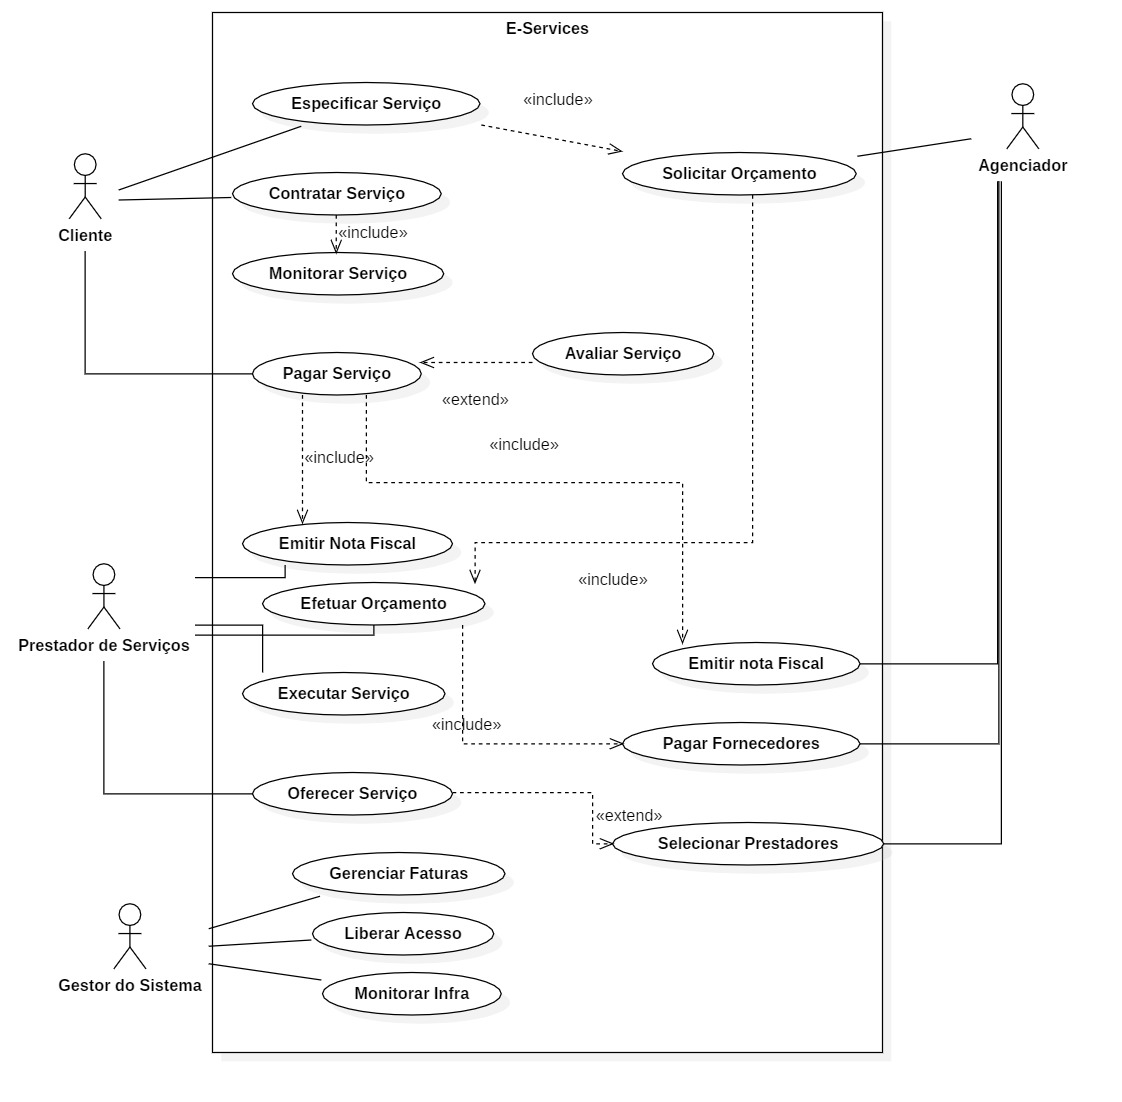 E-Services
Especificar Serviço
«include»
Solicitar Orçamento
Agenciador
Contratar Serviço
«include»
Cliente
Monitorar Serviço
Avaliar Serviço
Pagar Serviço
«extend»
«include»
«include»
Emitir Nota Fiscal
«include»
Efetuar Orçamento
Prestador de Serviços
Emitir nota Fiscal
Executar Serviço
«include»
Pagar Fornecedores
Oferecer Serviço
«extend»
Selecionar Prestadores
Gerenciar Faturas
Liberar Acesso
Gestor do Sistema
Monitorar Infra